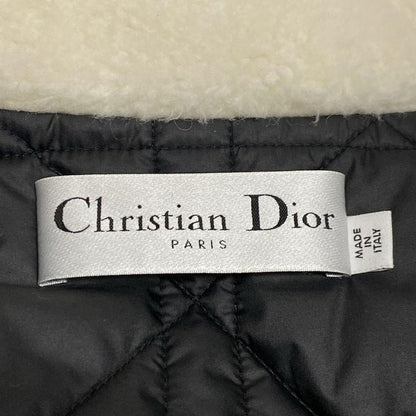 Christian Dior
PARIS
MADE
IN
ITALY